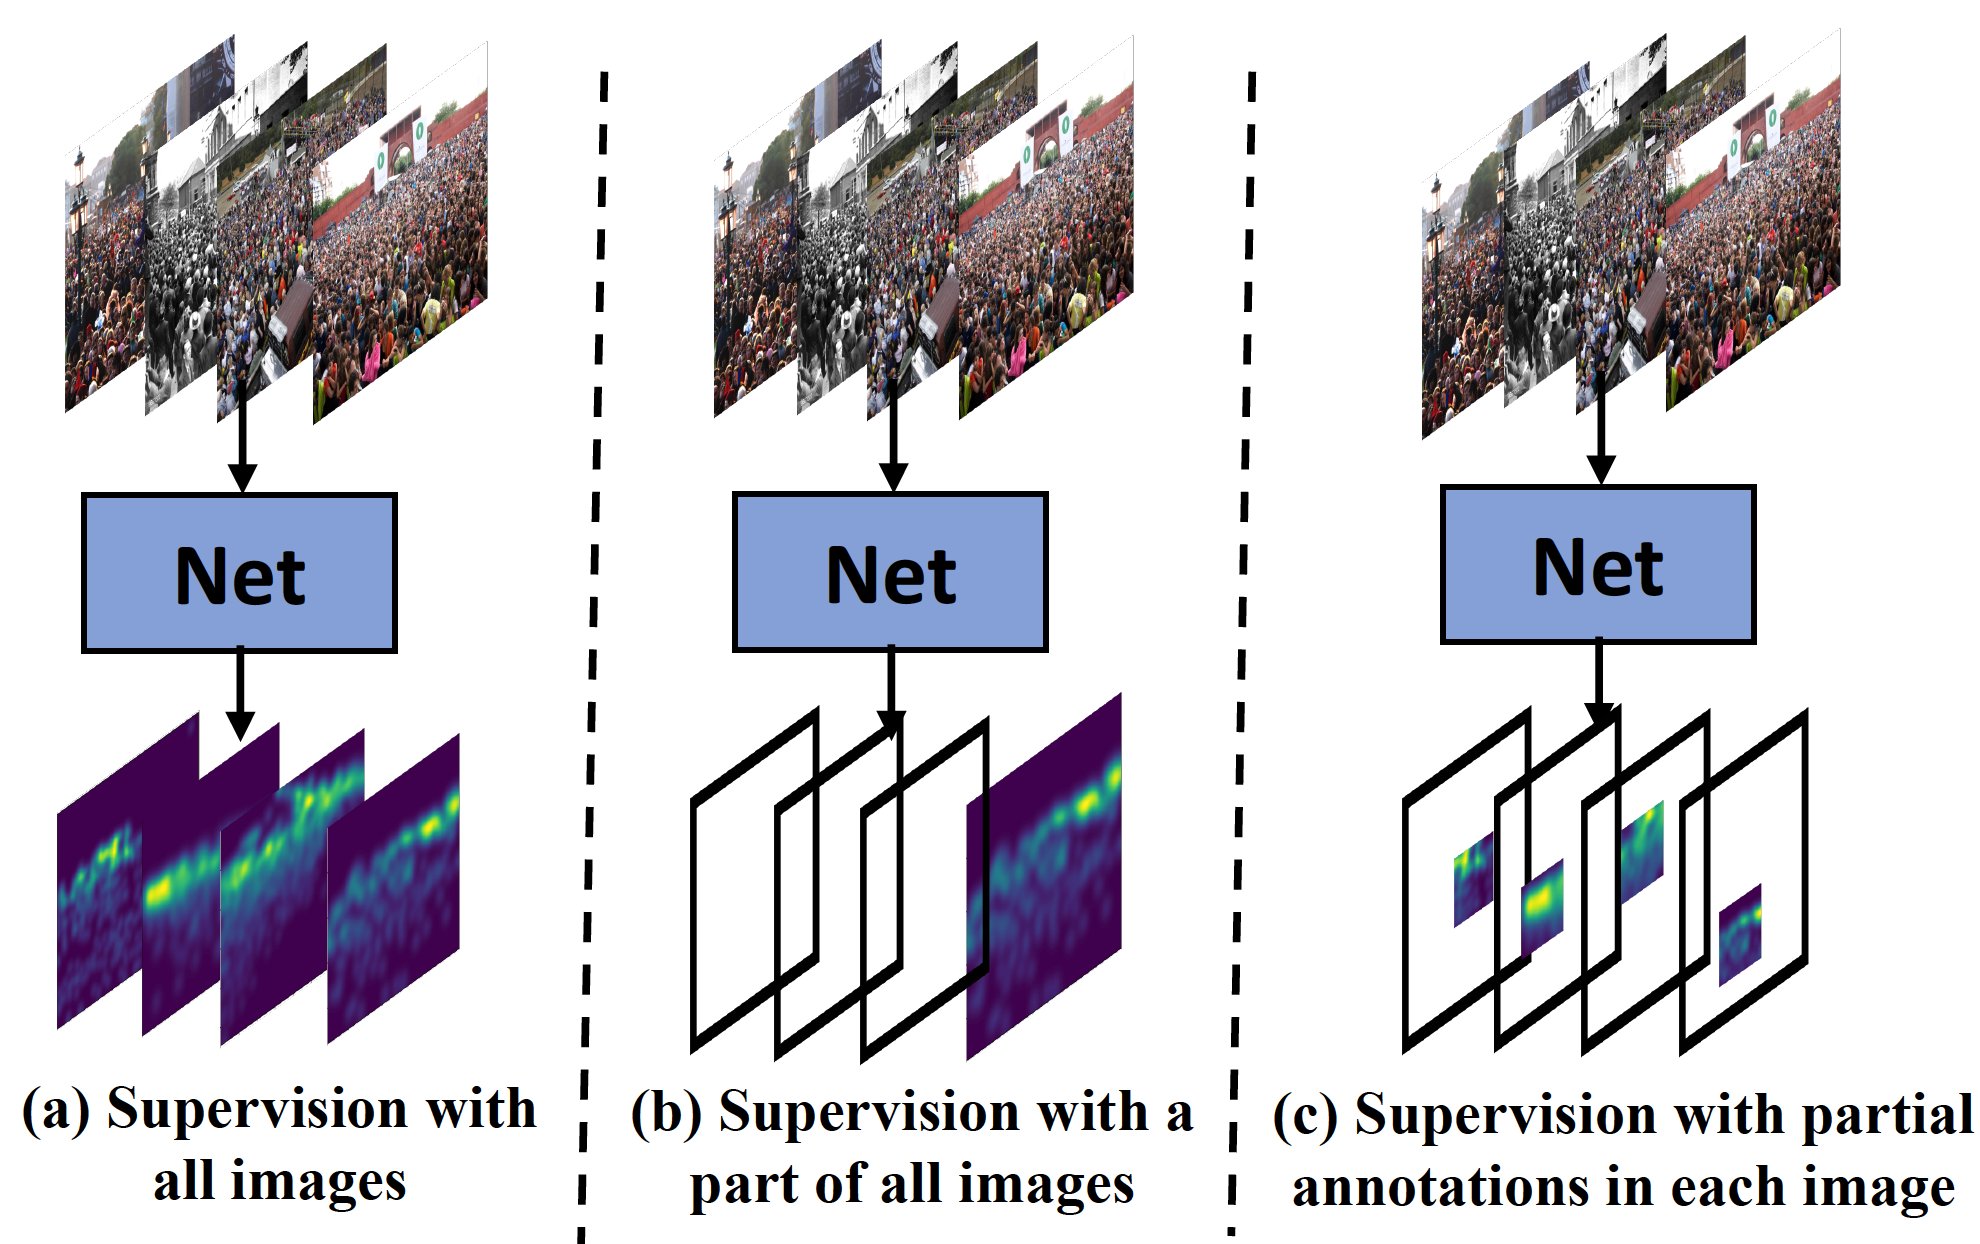 Net
Net
Net
(a) Supervision with
all images
(b) Supervision with a
part of all images
(c) Supervision with partial
annotations in each image